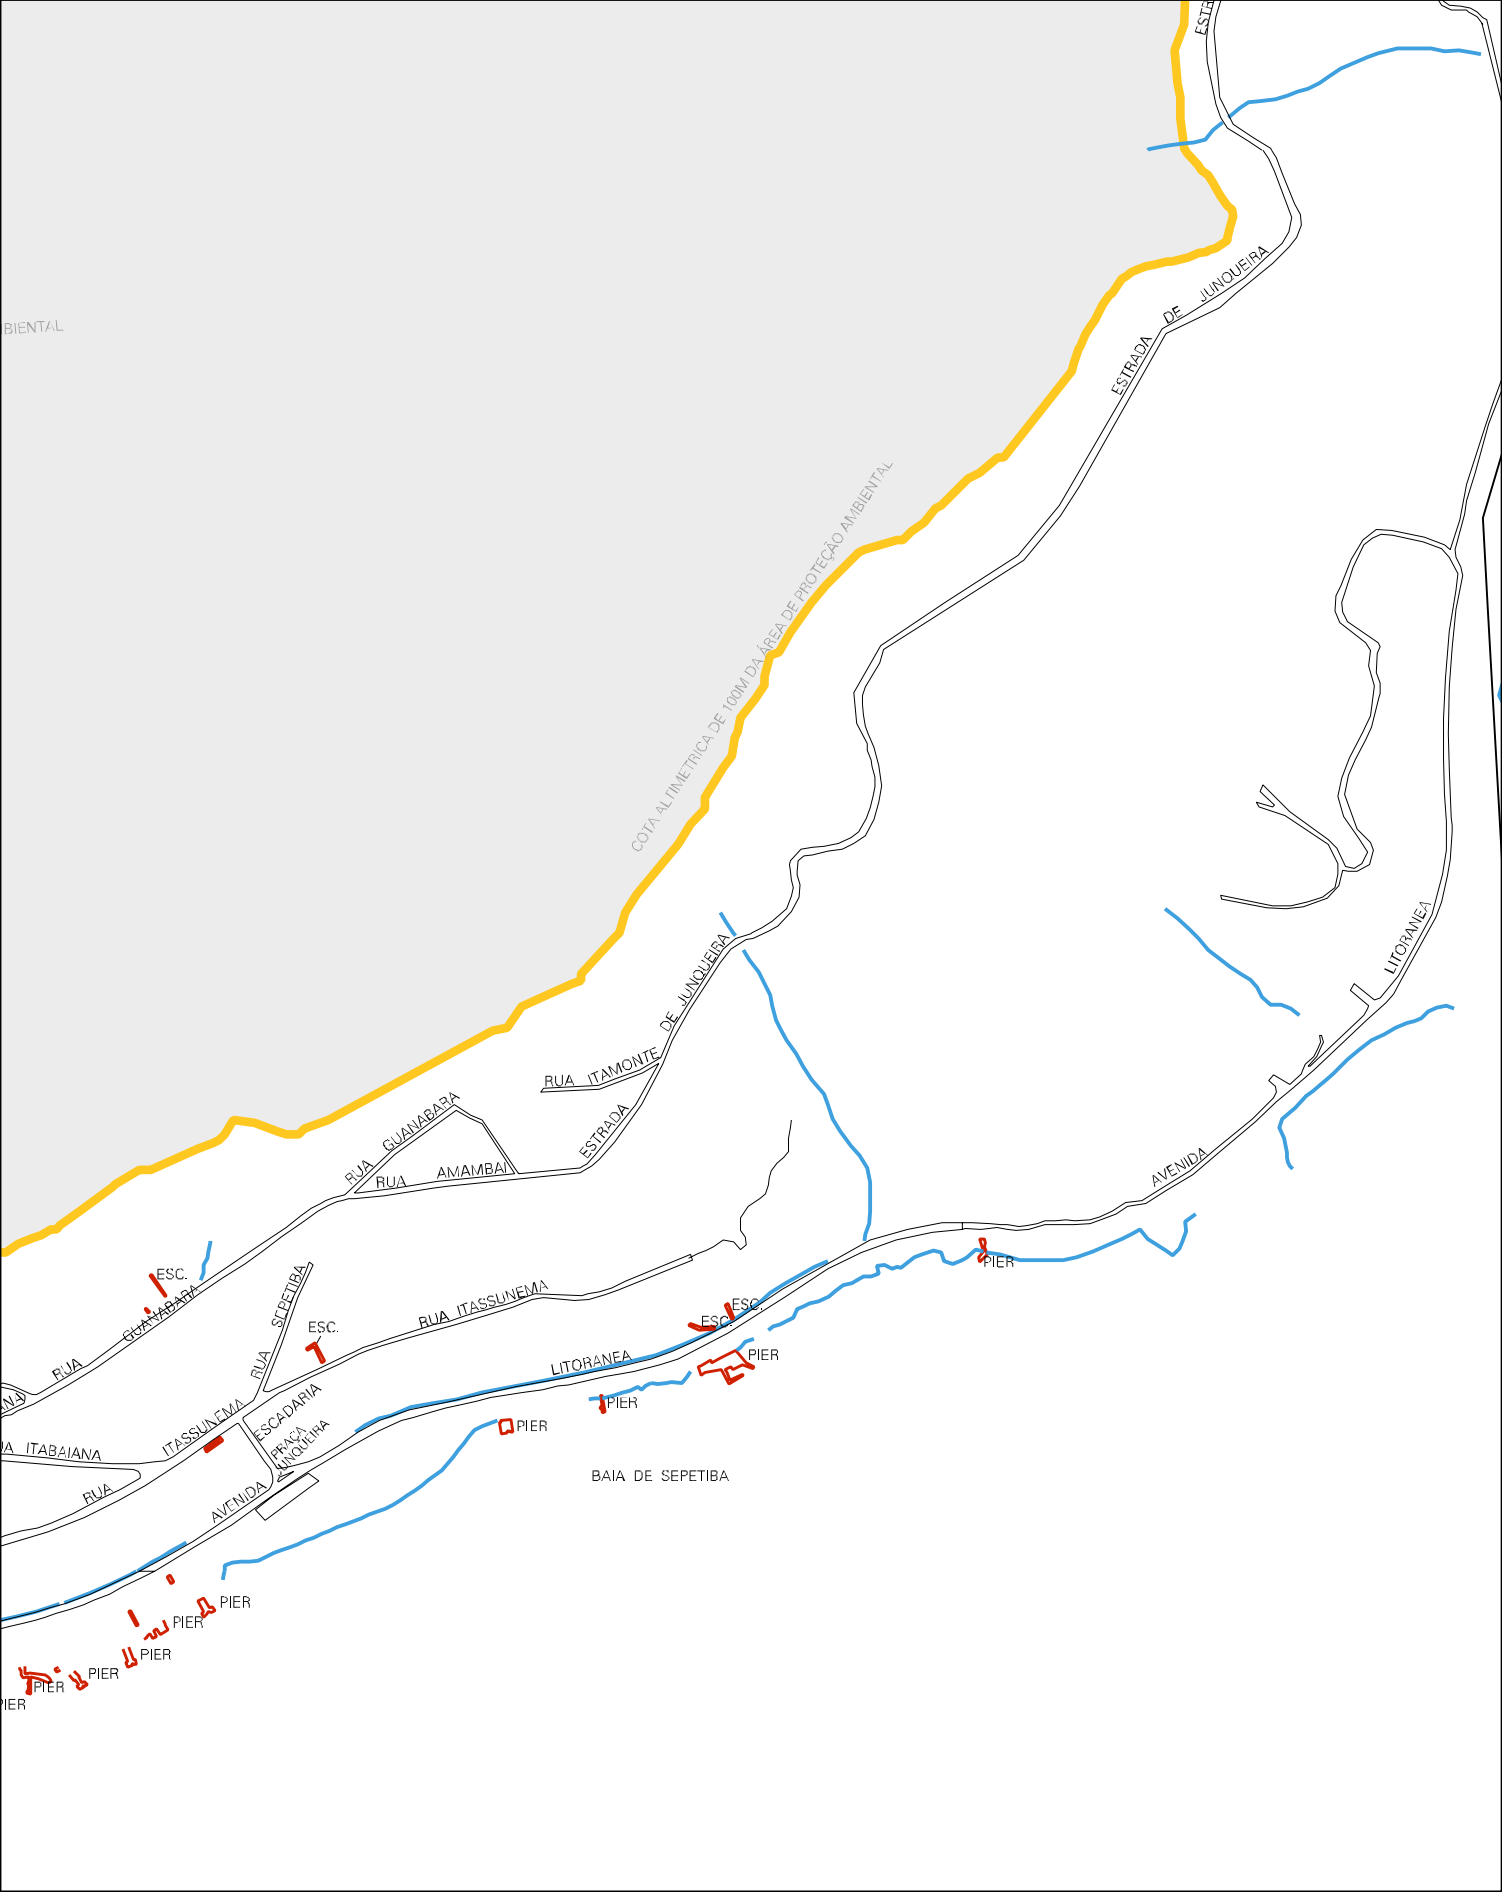 BIENTAL
ESTRADA DE JUNQUEIRA
COTA ALTIMETRICA DE 100M DA ÁREA DE PROTEÇÃO AMBIENTAL
LITORANEA
ESTRADA DE JUNQUEIRA
RUA ITAMONTE
RUA GUANABARA
RUA AMAMBAI
AVENIDA
ESC.
RUA GUANABARA
RUA SEPETIBA
ESC.
RUA ITASSUNEMA
ESC.
ESC.
PIER
PIER
LITORANEA
PIER
PIER
ITASSUNEMA
ESCADARIA
PRAÇA
JUNQUEIRA
ITABAIANA
RUA
AVENIDA
BAIA DE SEPETIBA
PIER
PIER
PIER
PIER
PIER